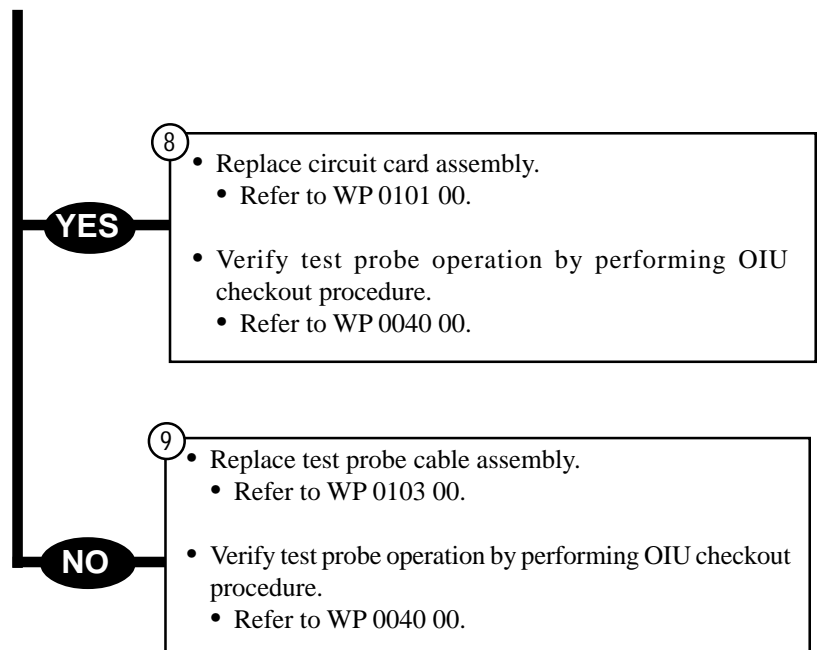 8
• Replace circuit card assembly.
• Refer to WP 0101 00.
YES
• Verify test probe operation by performing OIU
checkout procedure.
• Refer to WP 0040 00.
9
• Replace test probe cable assembly.
• Refer to WP 0103 00.
NO
• Verify test probe operation by performing OIU checkout
procedure.
• Refer to WP 0040 00.